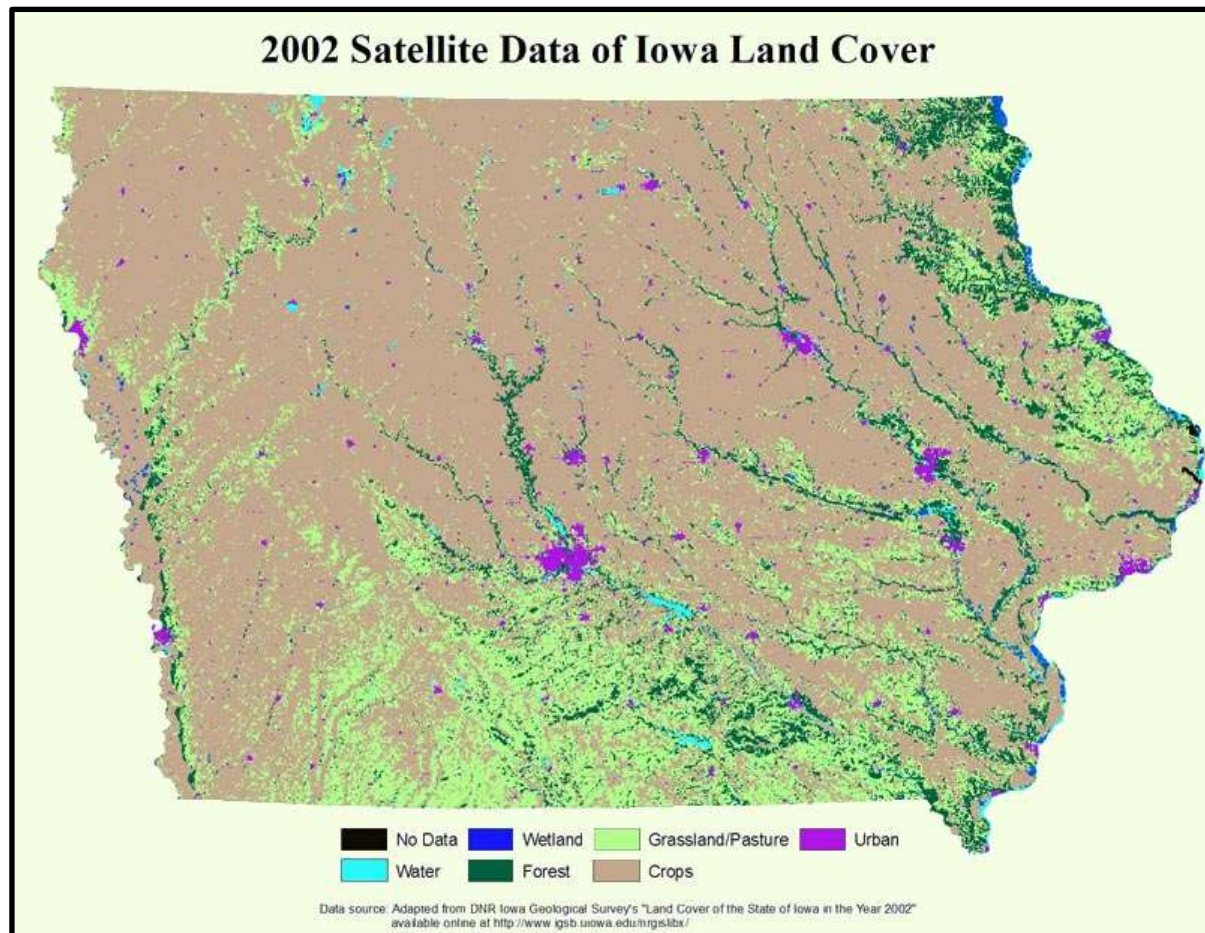 2002 Satellite Data of Iowa Land Cover
No Data Wetland Grassland/Pasture Urban
Water Forest Crops
Data source: Adapted from DNR Iowa Geological Survey's "Land Cover of the State of Iowa in the Year 2002"
available online at http://www.igsb.uiowa.edu/nrgislibx/